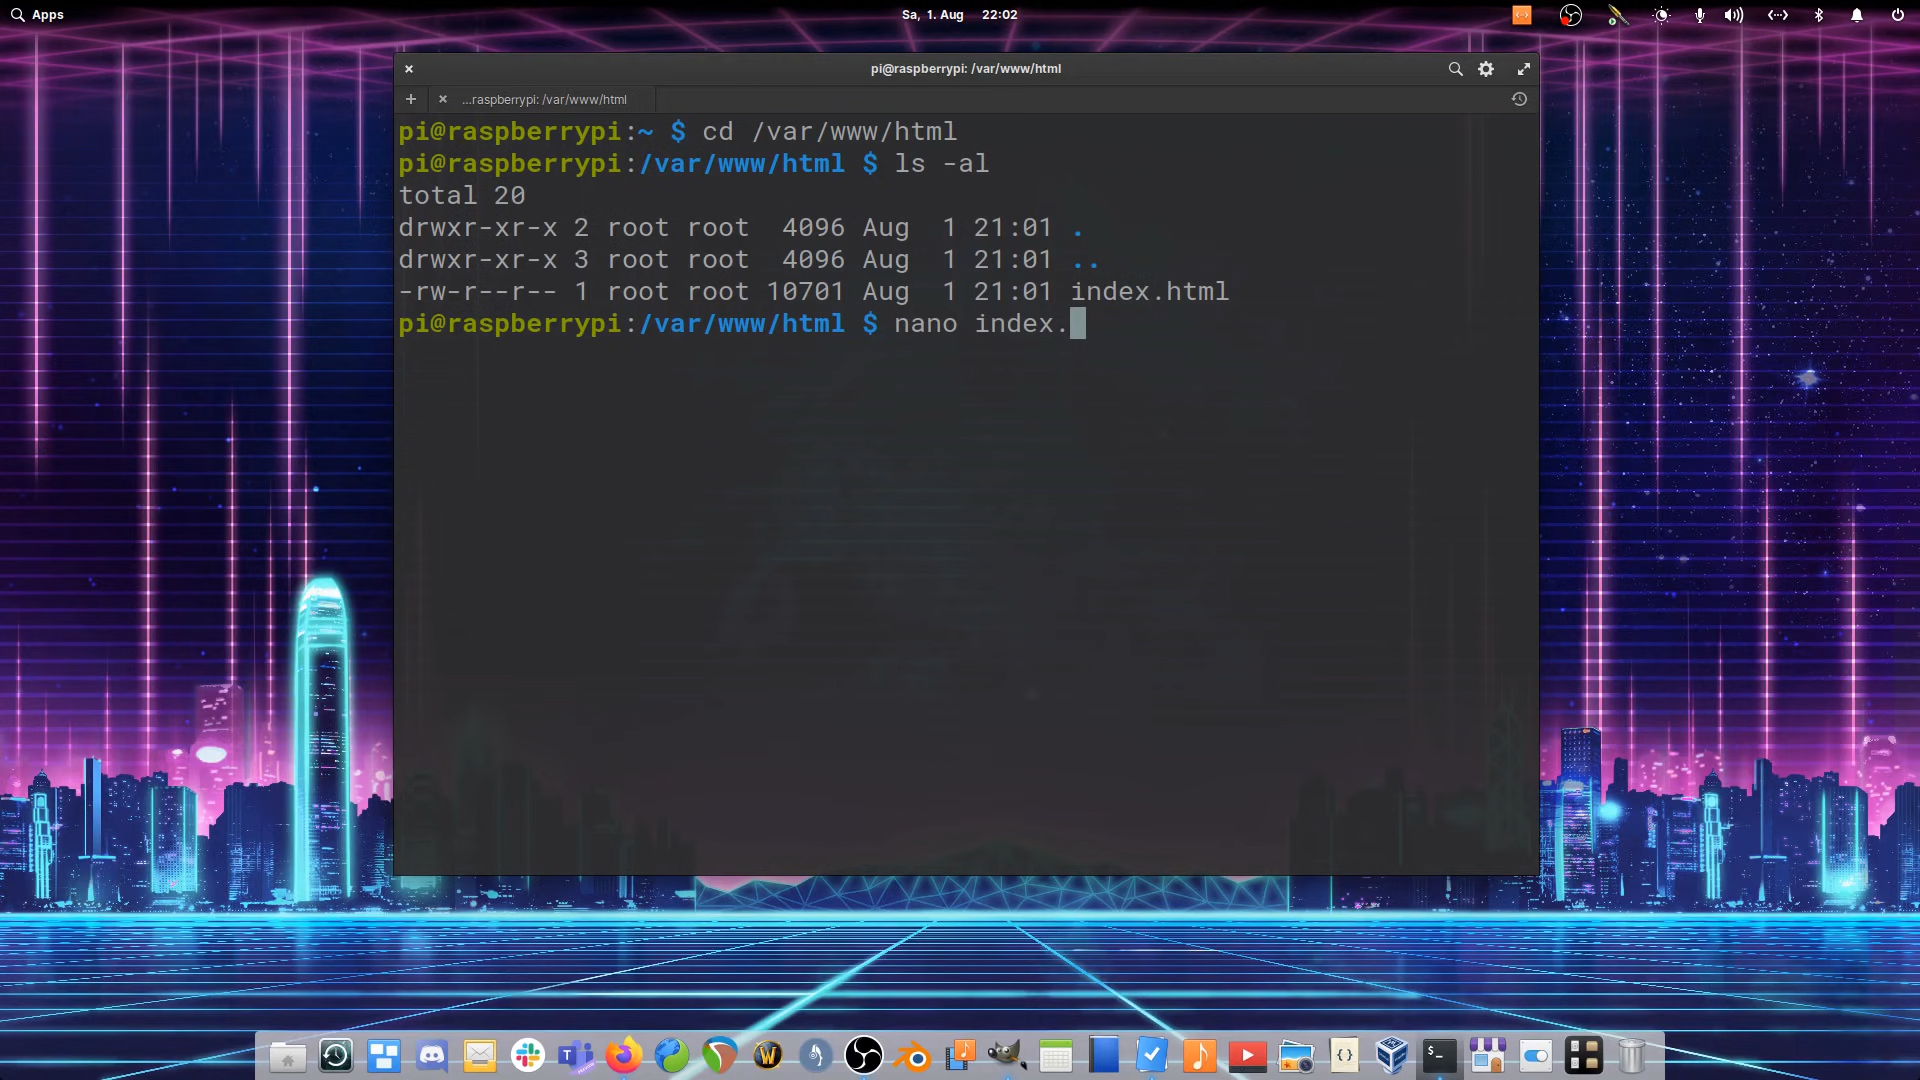 Apps
Sa, 1. Aug 22:02
pi@raspberrypi: /var/www/html
...raspberrypi: /var/www/html
pi@raspberrypi:~ $ cd /var/www/html
pi@raspberrypi:/var/www/html $ ls -al
total 20
drwxr-xr-x 2 root root  4096 Aug  1 21:01 .
drwxr-xr-x 3 root root  4096 Aug  1 21:01 ..
-rw-r--r-- 1 root root 10701 Aug  1 21:01 index.html
pi@raspberrypi:/var/www/html $ nano index.